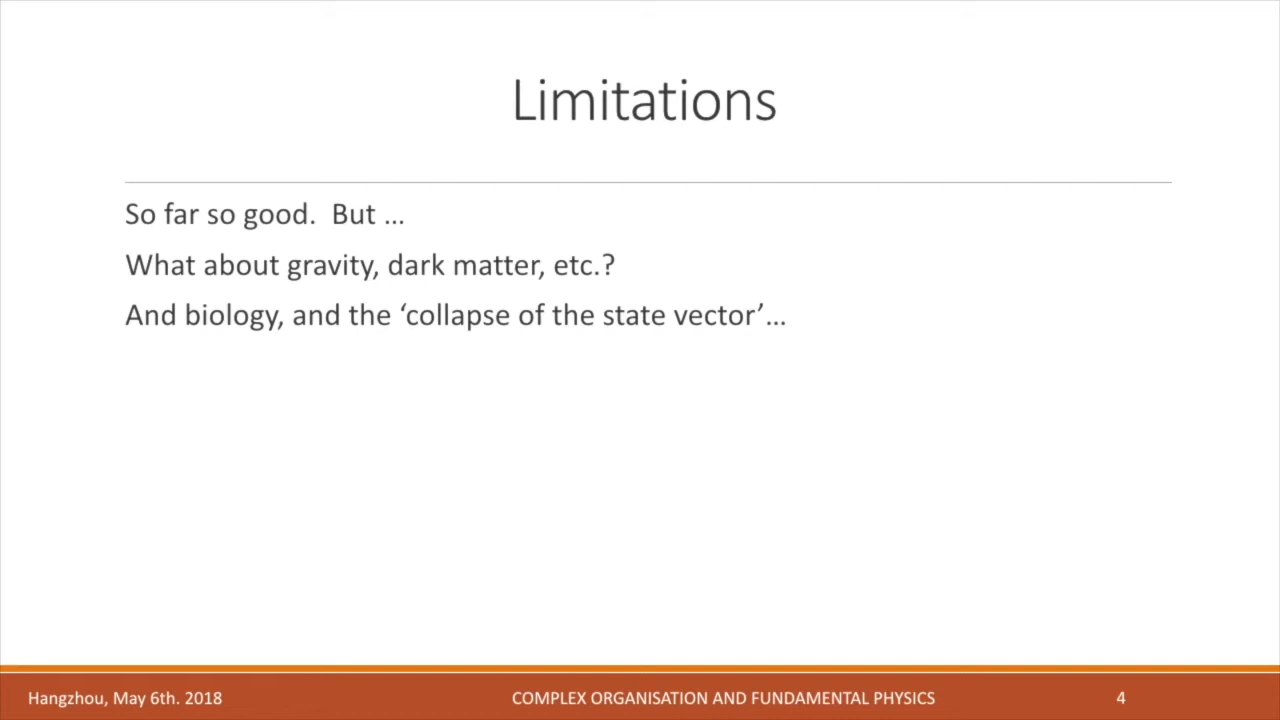 Limitations
So far so good.  But ...
What about gravity, dark matter, etc.?
And biology, and the ‘collapse of the state vector’...
Hangzhou, May 6th. 2018
COMPLEX ORGANISATION AND FUNDAMENTAL PHYSICS
4